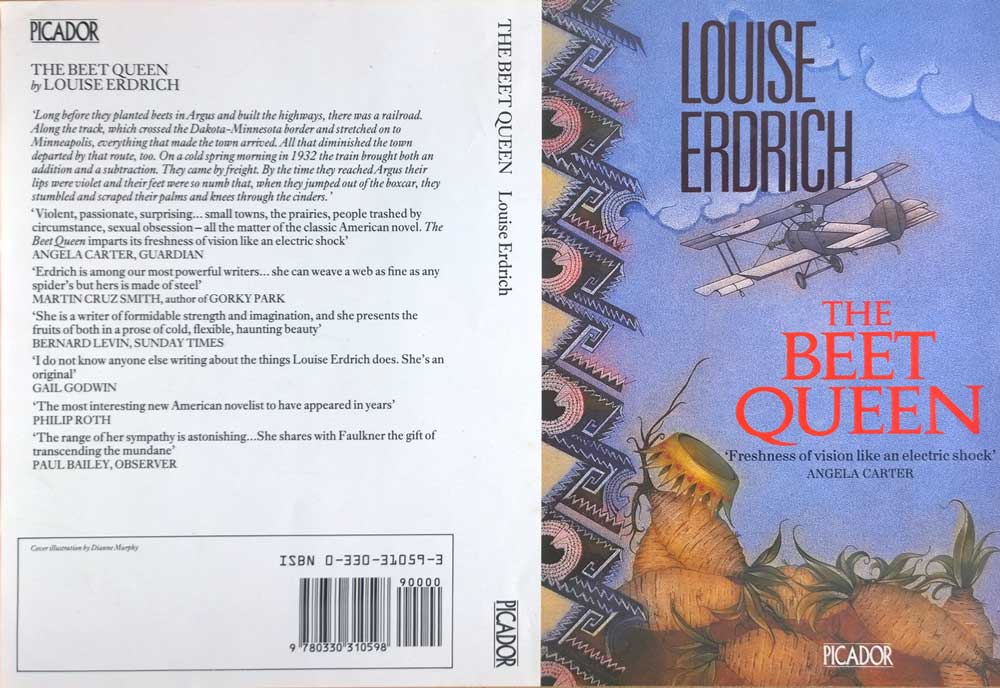 PICADOR
THE BEET QUEEN
by LOUISE ERDRICH
‘Long before they planted beets in Argus and built the highways, there was a railroad.
Along the track, which crossed the Dakota-Minnesota border and stretched on to
Minneapolis, everything that made the town arrived. All that diminished the town
departed by that route, too. On a cold spring morning in 1932 the train brought both an
addition and a subtraction. They came by freight. By the time they reached Argus their
lips were violet and their feet were so numb that, when they jumped out of the boxcar, they
stumbled and scraped their palms and knees through the cinders.’
‘Violent, passionate, surprising... small towns, the prairies, people trashed by
circumstance, sexual obsession – all the matter of the classic American novel. The
Beet Queen imparts its freshness of vision like an electric shock’
ANGELA CARTER, GUARDIAN
‘Erdrich is among our most powerful writers... she can weave a web as fine as any
spider’s but hers is made of steel’
MARTIN CRUZ SMITH, author of GORKY PARK
‘She is a writer of formidable strength and imagination, and she presents the
fruits of both in a prose of cold, flexible, haunting beauty’
BERNARD LEVIN, SUNDAY TIMES
‘I do not know anyone else writing about the things Louise Erdrich does. She’s an
original’
GAIL GODWIN
‘The most interesting new American novelist to have appeared in years’
PHILIP ROTH
‘The range of her sympathy is astonishing...She shares with Faulkner the gift of
transcending the mundane’
PAUL BAILEY, OBSERVER
Cover illustration by Dianne Murphy
ISBN 0-330-31059-3
90000
9 780330 310598
THE BEET QUEEN Louise Erdrich
PICADOR
LOUISE
ERDRICH
THE
BEET
QUEEN
‘Freshness of vision like an electric shock’
ANGELA CARTER
PICADOR